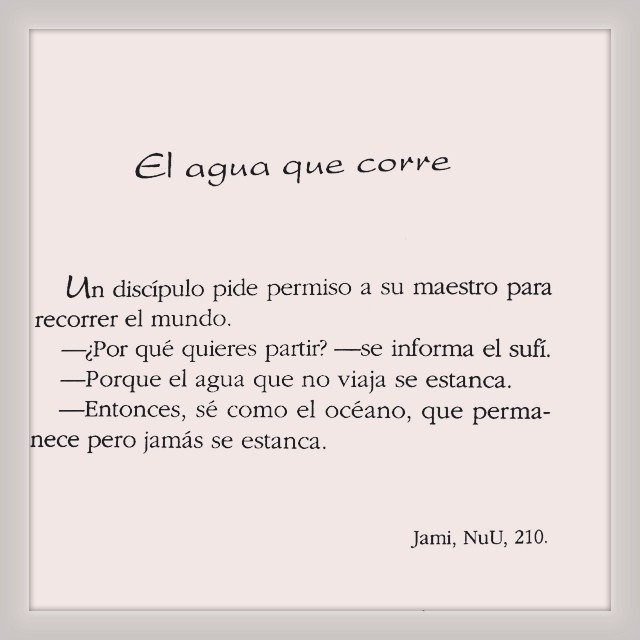 El agua que corre
Un discípulo pide permiso a su maestro para
recorrer el mundo.
—¿Por qué quieres partir? —se informa el sufí.
—Porque el agua que no viaja se estanca.
—Entonces, sé como el océano, que perma-
nece pero jamás se estanca.
Jami, NuU, 210.